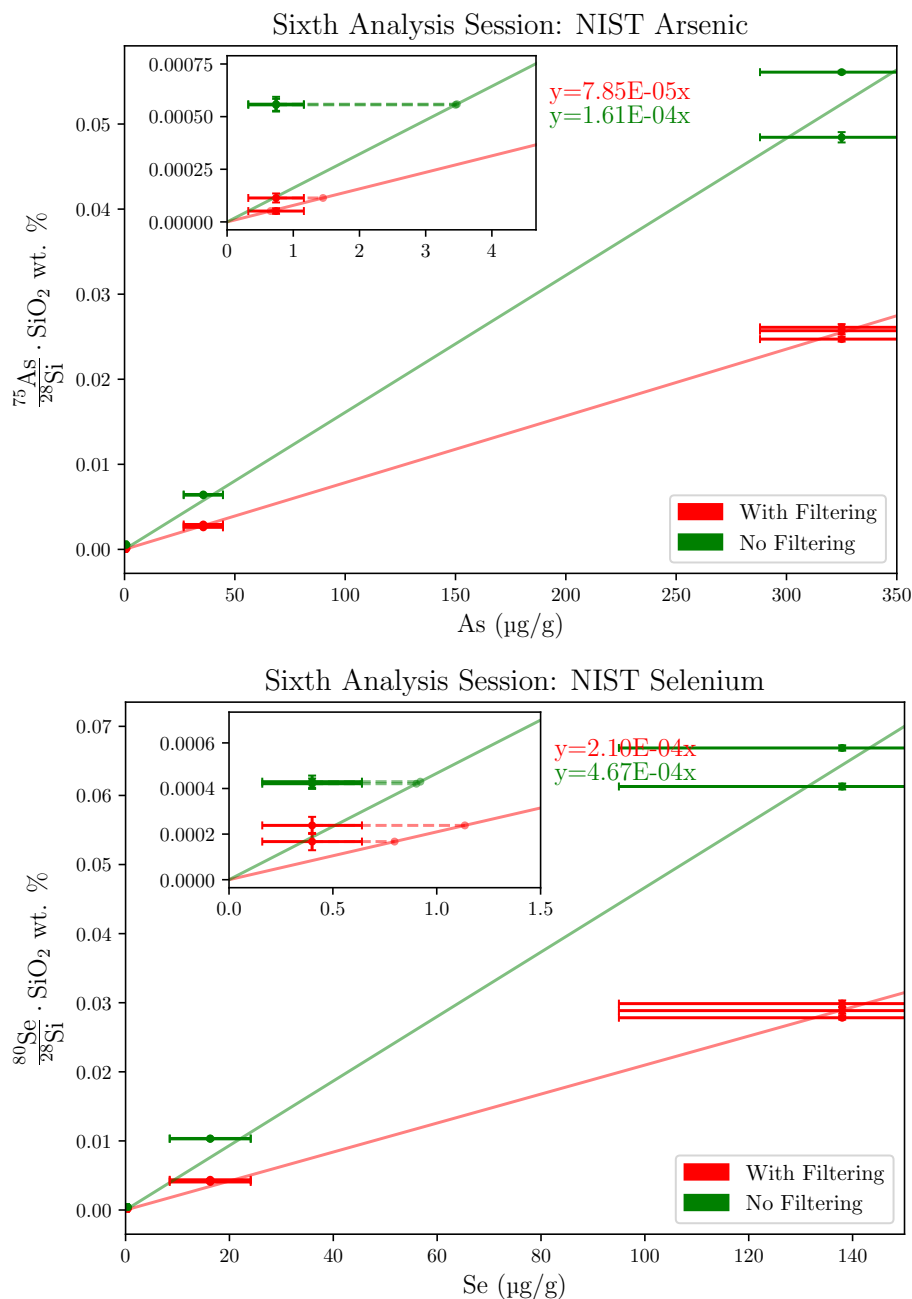 Sixth Analysis Session: NIST Arsenic
0.05
0.04
0.03
0.02
0.01
0.00
⁷⁵As/²⁸Si · SiO₂ wt. %
0.00075
0.00050
0.00025
0.00000
0 1 2 3 4
y=7.85E-05x
y=1.61E-04x
With Filtering
No Filtering
0 50 100 150 200 250 300 350
As (µg/g)
Sixth Analysis Session: NIST Selenium
0.07
0.06
0.05
0.04
0.03
0.02
0.01
0.00
⁸⁰Se/²⁸Si · SiO₂ wt. %
0.0006
0.0004
0.0002
0.0000
0.0 0.5 1.0 1.5
y=2.10E-04x
y=4.67E-04x
With Filtering
No Filtering
0 20 40 60 80 100 120 140
Se (µg/g)